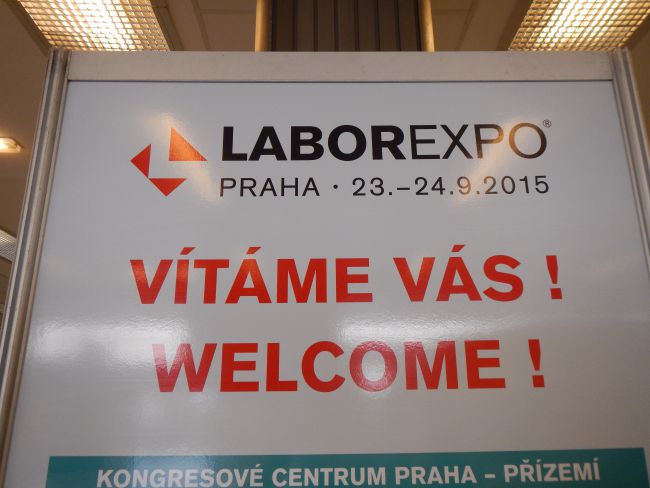 LABOREXPO®
PRAHA · 23.–24.9.2015
VÍTÁME VÁS !
WELCOME !
KONGRESOVÉ CENTRUM PRAHA – PŘÍZEMÍ